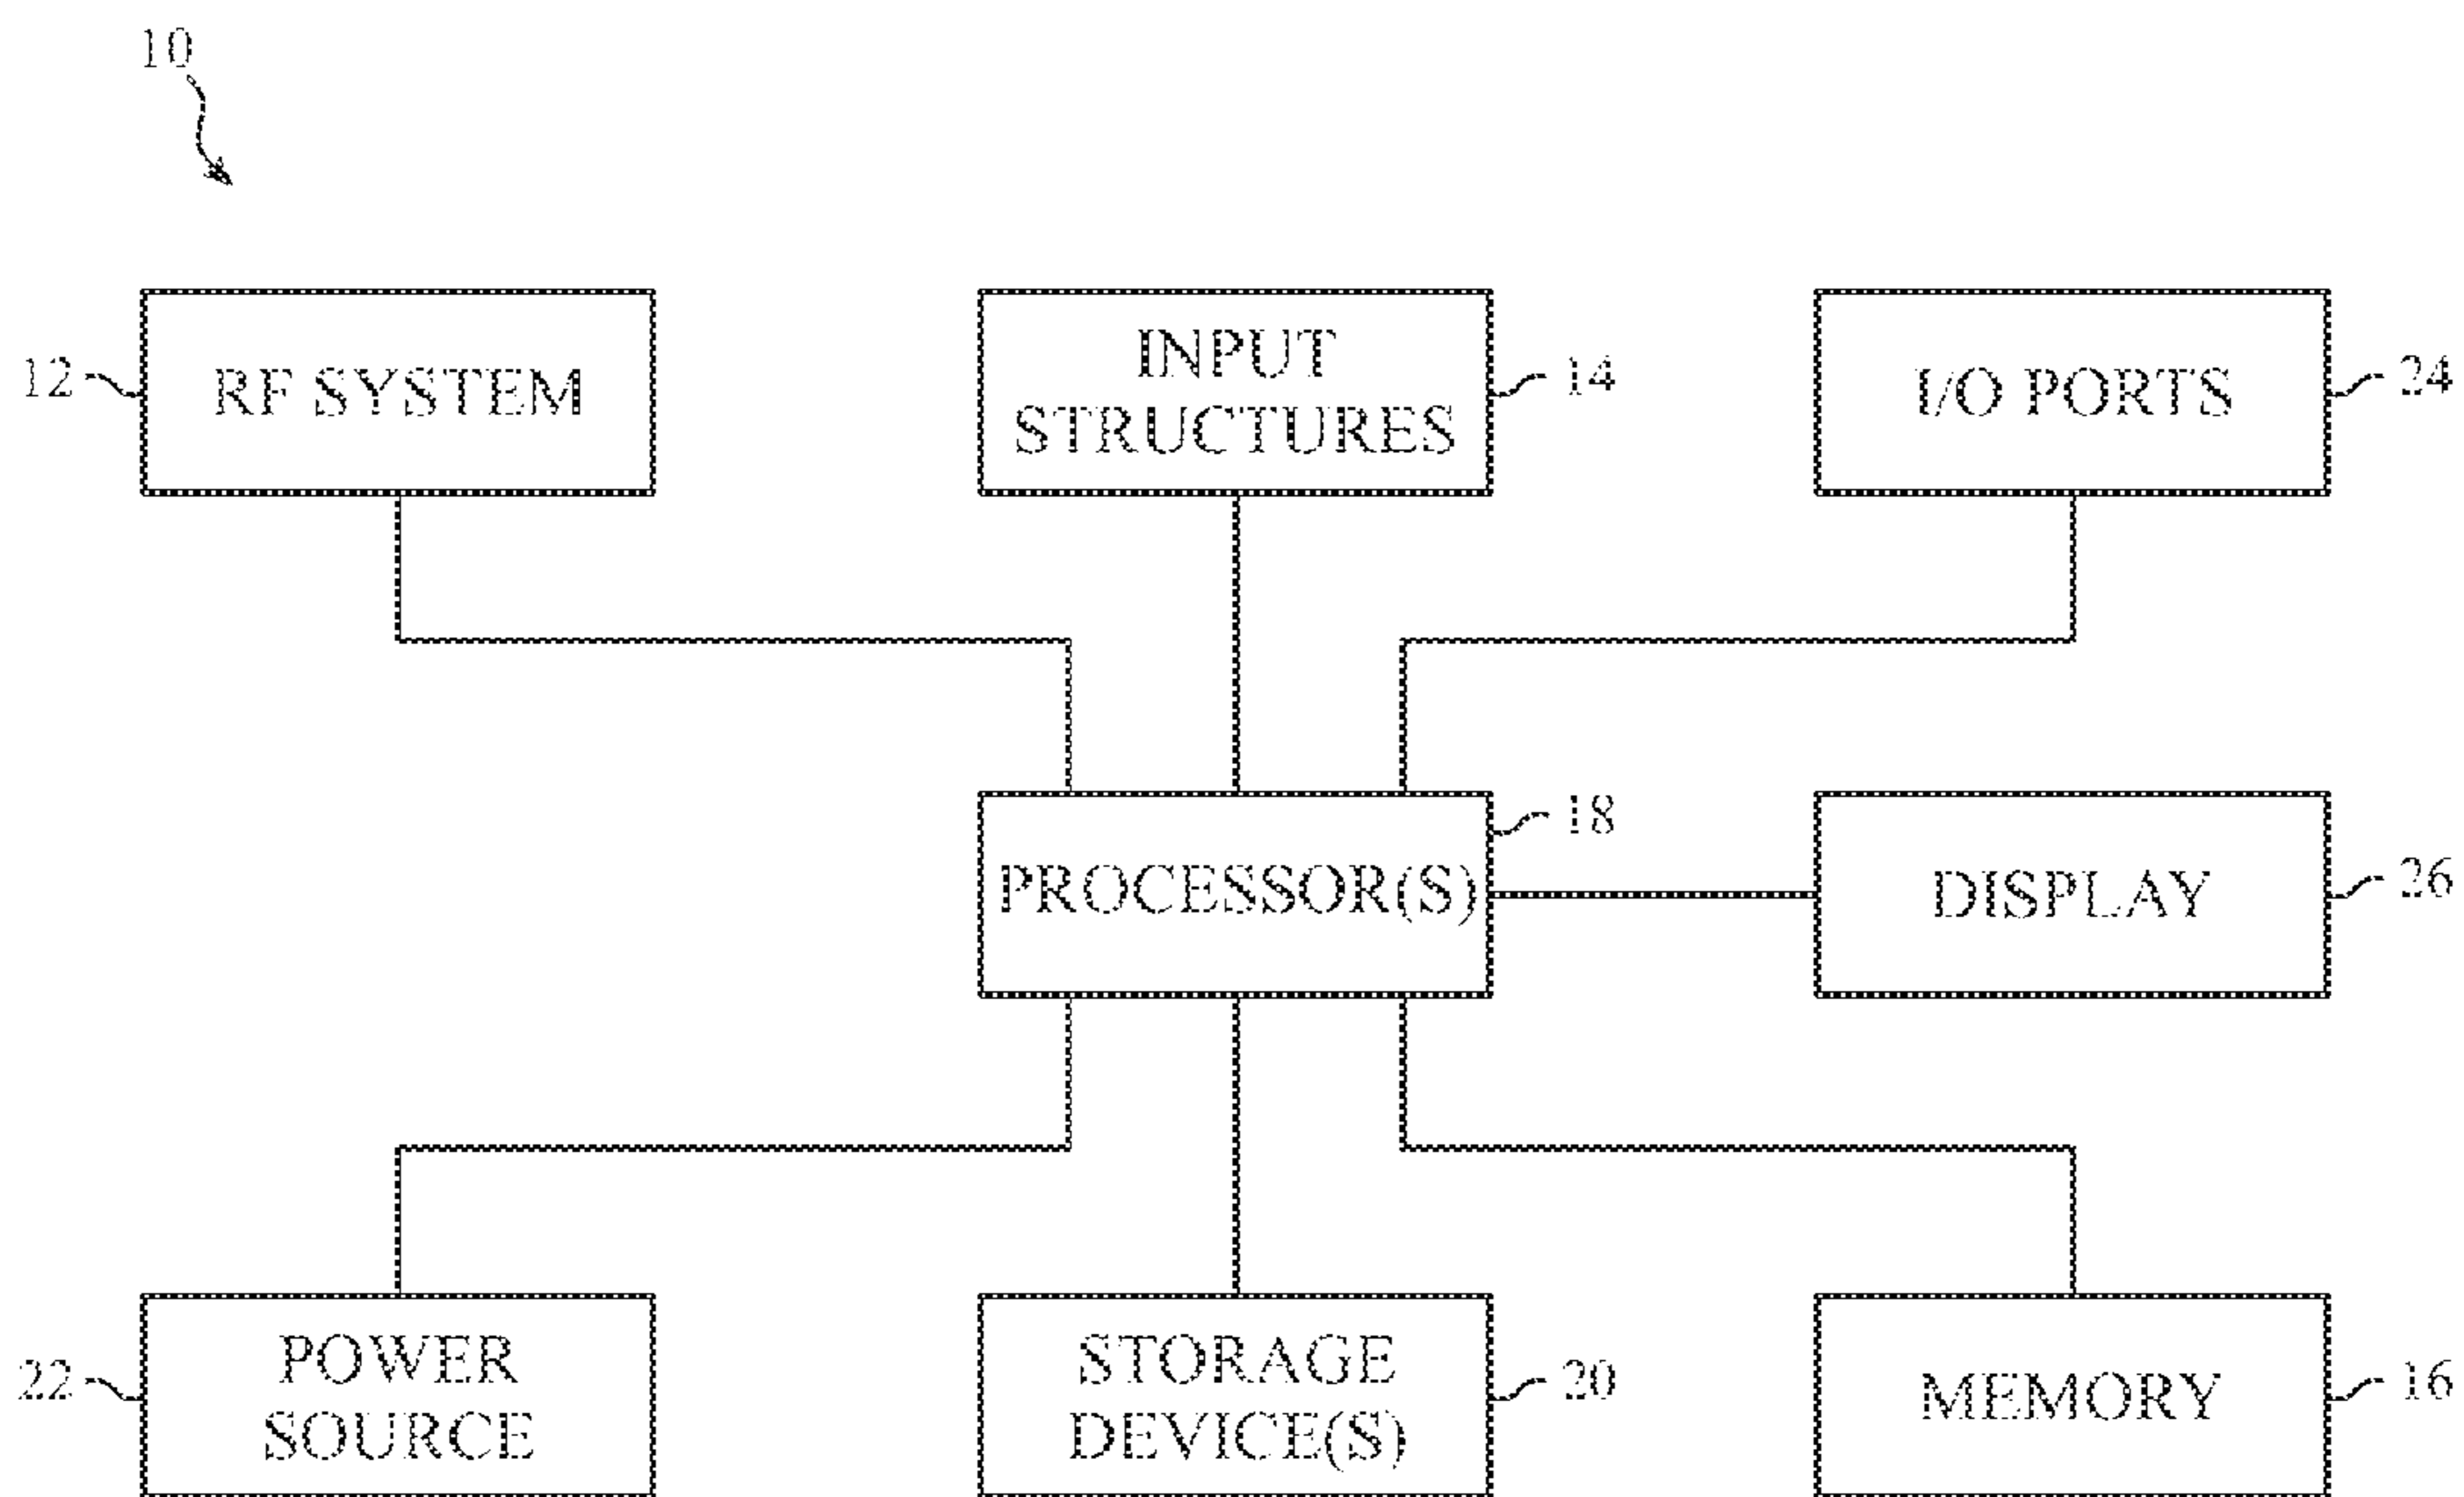 10
12
RF SYSTEM
INPUT
STRUCTURES
14
I/O PORTS
24
PROCESSOR(S)
18
DISPLAY
26
22
POWER
SOURCE
STORAGE
DEVICE(S)
20
MEMORY
16